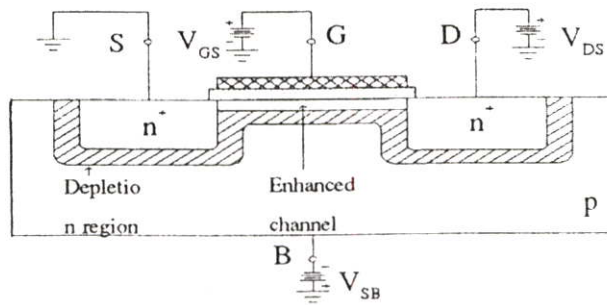 S V_GS G D V_DS
n⁺ n⁺
Depletio Enhanced
n region channel p
B
V_SB